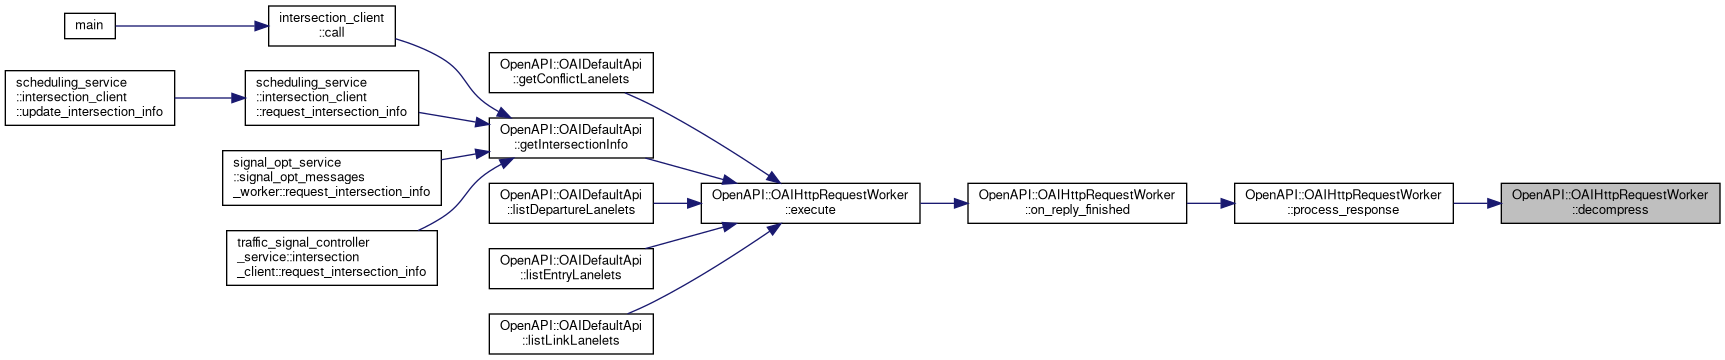 main
intersection_client
::call
scheduling_service
::intersection_client
::update_intersection_info
scheduling_service
::intersection_client
::request_intersection_info
signal_opt_service
::signal_opt_messages
_worker::request_intersection_info
traffic_signal_controller
_service::intersection
_client::request_intersection_info
OpenAPI::OAIDefaultApi
::getConflictLanelets
OpenAPI::OAIDefaultApi
::getIntersectionInfo
OpenAPI::OAIDefaultApi
::listDepartureLanelets
OpenAPI::OAIDefaultApi
::listEntryLanelets
OpenAPI::OAIDefaultApi
::listLinkLanelets
OpenAPI::OAIHttpRequestWorker
::execute
OpenAPI::OAIHttpRequestWorker
::on_reply_finished
OpenAPI::OAIHttpRequestWorker
::process_response
OpenAPI::OAIHttpRequestWorker
::decompress